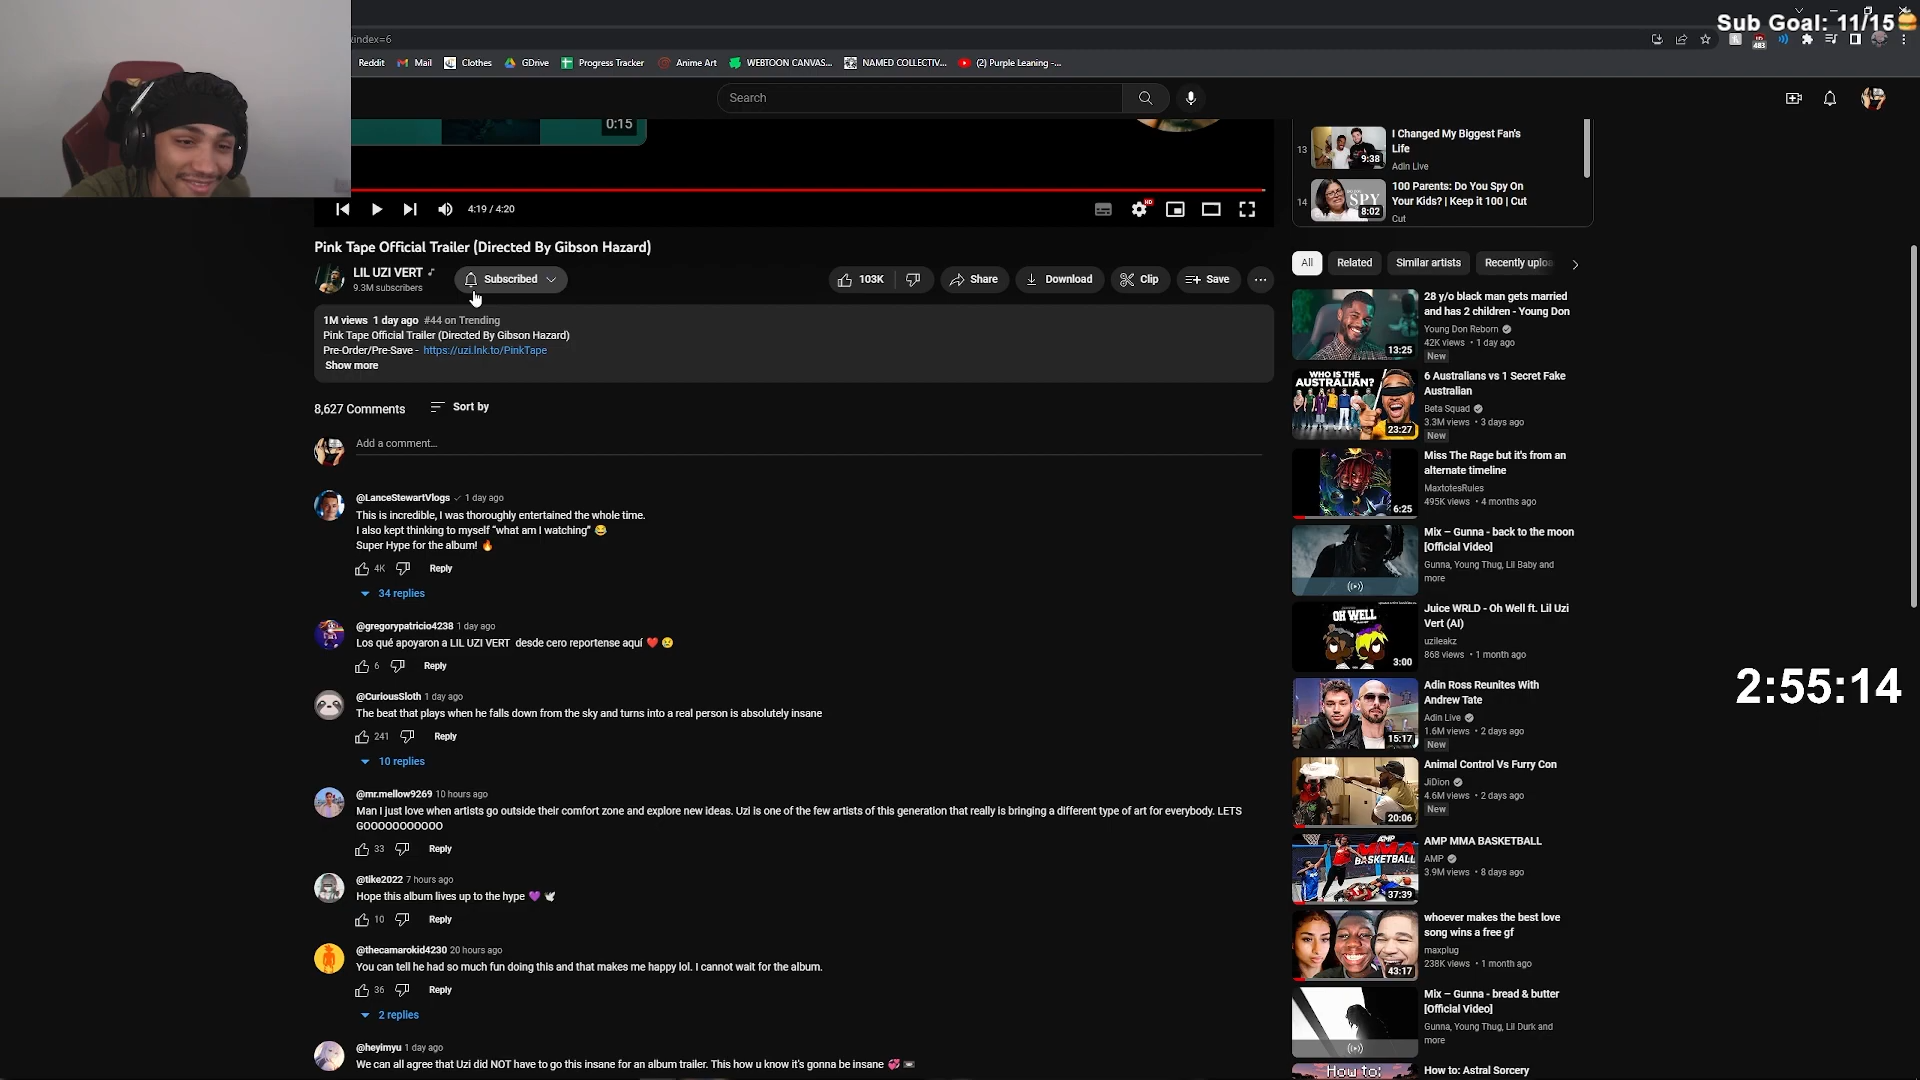 Sub Goal: 11/15🍔
index=6
483
Reddit
Mail
Clothes
GDrive
Progress Tracker
Anime Art
WEBTOON CANVAS...
NAMED COLLECTIV...
(2) Purple Leaning -...
Search
0:15
4:19 / 4:20
HD
Pink Tape Official Trailer (Directed By Gibson Hazard)
LIL UZI VERT
9.3M subscribers
Subscribed
103K
Share
Download
Clip
Save
1M views 1 day ago #44 on Trending
Pink Tape Official Trailer (Directed By Gibson Hazard)
Pre-Order/Pre-Save - https://uzi.lnk.to/PinkTape
Show more
8,627 Comments
Sort by
Add a comment...
@LanceStewartVlogs 1 day ago
This is incredible, I was thoroughly entertained the whole time.
I also kept thinking to myself “what am I watching” 😂
Super Hype for the album! 🔥
4K
Reply
34 replies
@gregorypatricio4238 1 day ago
Los qué apoyaron a LIL UZI VERT desde cero reportense aquí ❤️ 😢
6
Reply
@CuriousSloth 1 day ago
The beat that plays when he falls down from the sky and turns into a real person is absolutely insane
241
Reply
10 replies
@mr.mellow9269 10 hours ago
Man I just love when artists go outside their comfort zone and explore new ideas. Uzi is one of the few artists of this generation that really is bringing a different type of art for everybody. LETS
GOOOOOOOOOOO
33
Reply
@tike2022 7 hours ago
Hope this album lives up to the hype 💜 🕊
10
Reply
@thecamarokid4230 20 hours ago
You can tell he had so much fun doing this and that makes me happy lol. I cannot wait for the album.
36
Reply
2 replies
@heyimyu 1 day ago
We can all agree that Uzi did NOT have to go this insane for an album trailer. This how u know it's gonna be insane 💞
13
9:38
I Changed My Biggest Fan's
Life
Adin Live
14
SPY
8:02
100 Parents: Do You Spy On
Your Kids? | Keep it 100 | Cut
Cut
All
Related
Similar artists
Recently uploa
13:25
28 y/o black man gets married
and has 2 children - Young Don
Young Don Reborn
42K views • 1 day ago
New
WHO IS THE
AUSTRALIAN?
23:27
6 Australians vs 1 Secret Fake
Australian
Beta Squad
3.3M views • 3 days ago
New
6:25
Miss The Rage but it's from an
alternate timeline
MaxtotesRules
495K views • 4 months ago
Mix – Gunna - back to the moon
[Official Video]
Gunna, Young Thug, Lil Baby and
more
OH WELL
3:00
Juice WRLD - Oh Well ft. Lil Uzi
Vert (AI)
uzileakz
868 views • 1 month ago
15:17
Adin Ross Reunites With
Andrew Tate
Adin Live
1.6M views • 2 days ago
New
20:06
Animal Control Vs Furry Con
JiDion
4.6M views • 2 days ago
New
AMP
MMA
BASKETBALL
37:39
AMP MMA BASKETBALL
AMP
3.9M views • 8 days ago
43:17
whoever makes the best love
song wins a free gf
maxplug
238K views • 1 month ago
Mix – Gunna - bread & butter
[Official Video]
Gunna, Young Thug, Lil Durk and
more
How to:
How to: Astral Sorcery
2:55:14